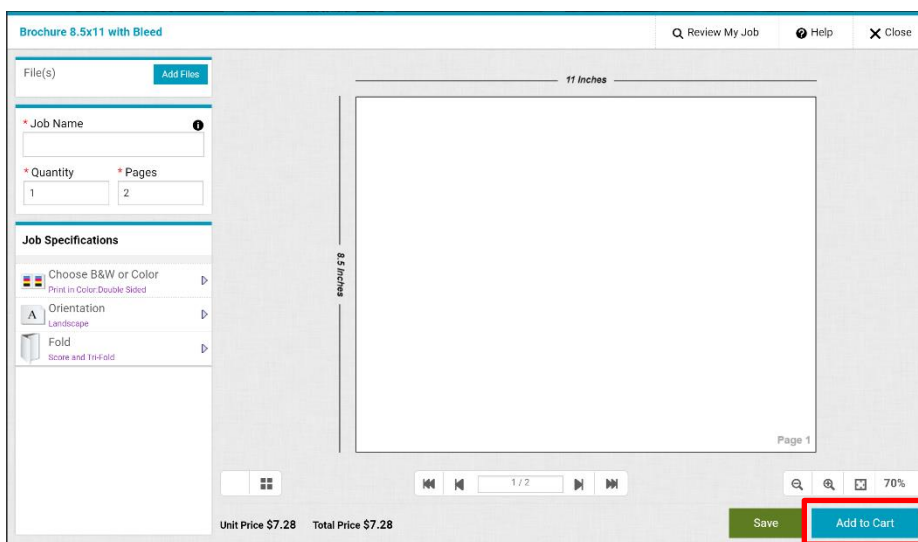 Brochure 8.5x11 with Bleed
Review My Job
Help
Close
File(s)
Add Files
* Job Name
* Quantity
* Pages
1
2
Job Specifications
Choose B&W or Color
Print in Color:Double Sided
A
Orientation
Landscape
Fold
Score and Tri-Fold
11 Inches
8.5 Inches
Page 1
1 / 2
70%
Unit Price $7.28 Total Price $7.28
Save
Add to Cart